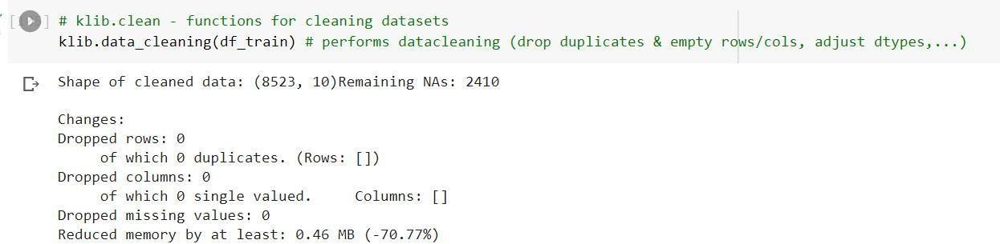 # klib.clean - functions for cleaning datasets
klib.data_cleaning(df_train) # performs datacleaning (drop duplicates & empty rows/cols, adjust dtypes,...)
Shape of cleaned data: (8523, 10)Remaining NAs: 2410
Changes:
Dropped rows: 0
of which 0 duplicates. (Rows: [])
Dropped columns: 0
of which 0 single valued. Columns: []
Dropped missing values: 0
Reduced memory by at least: 0.46 MB (-70.77%)